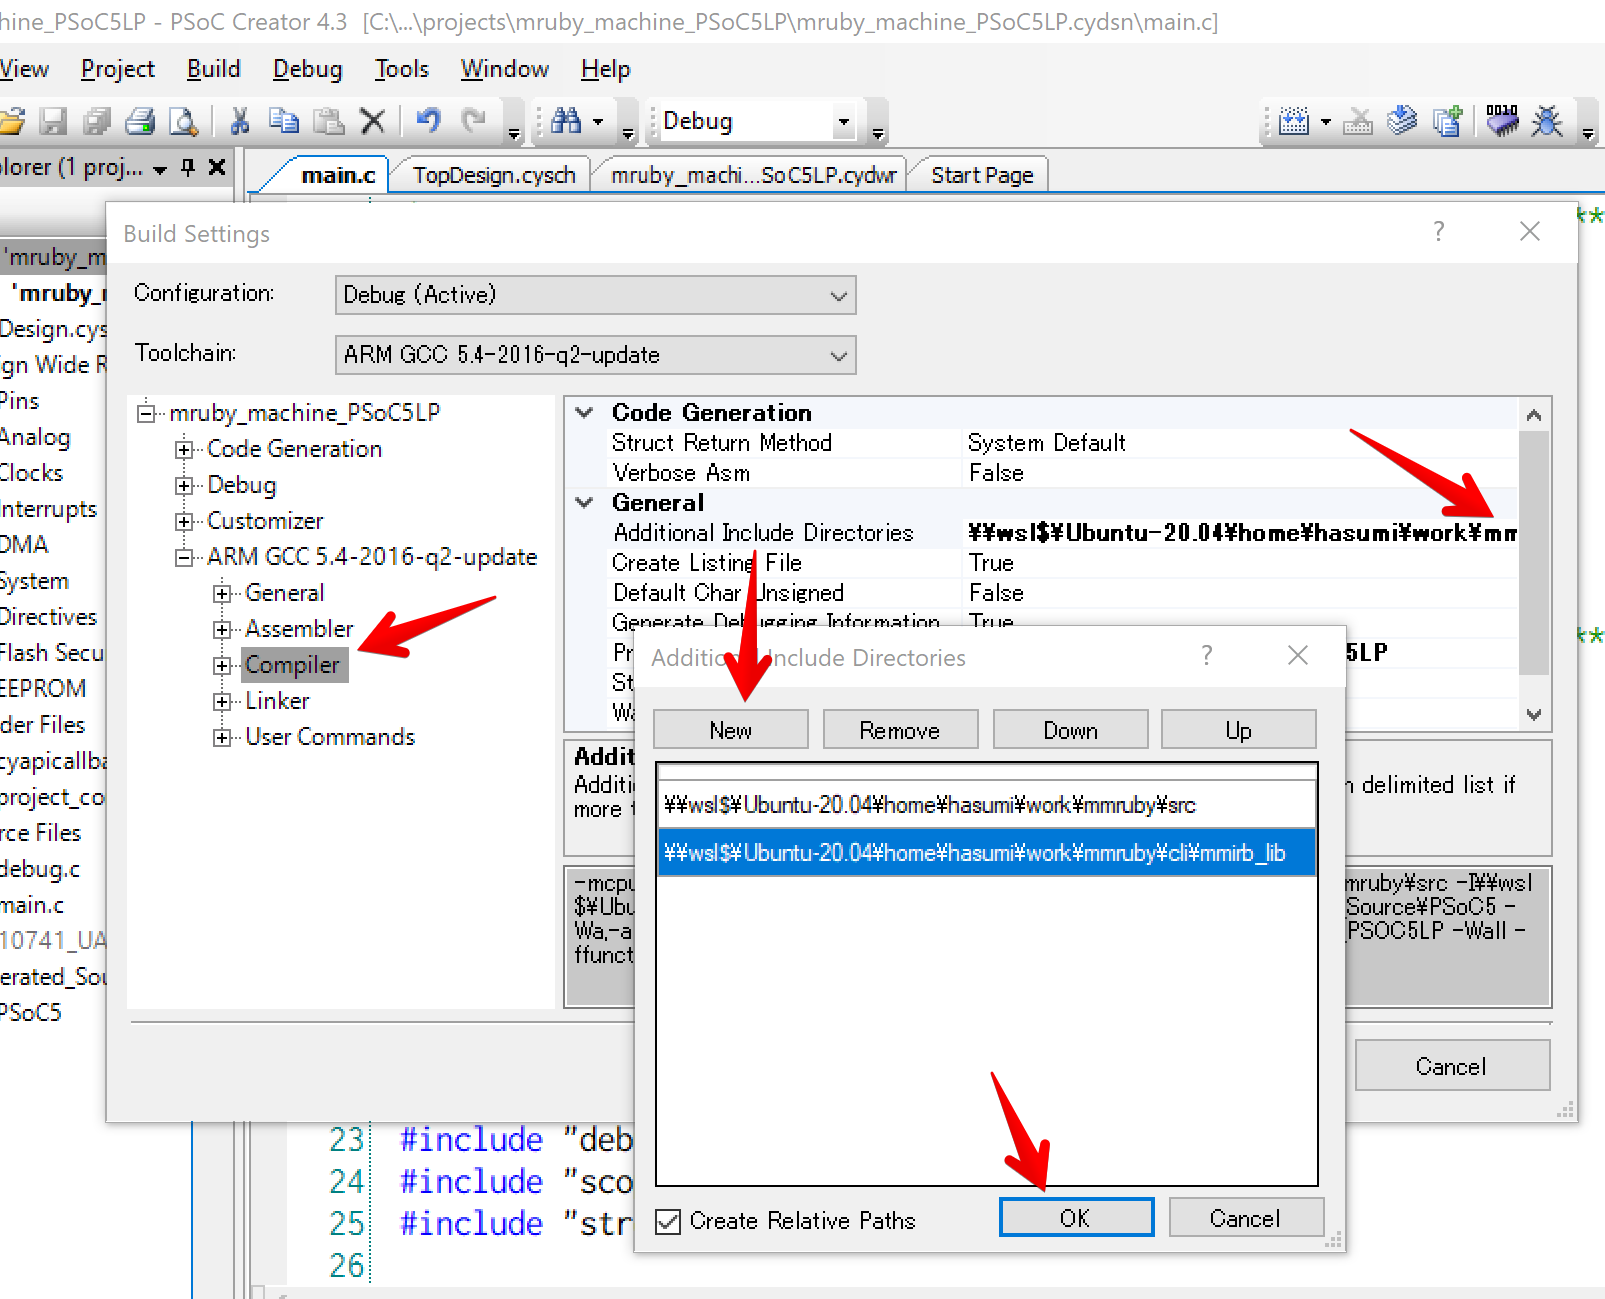 hine_PSoC5LP - PSoC Creator 4.3 [C:\...\projects\mruby_machine_PSoC5LP\mruby_machine_PSoC5LP.cydsn\main.c]
View Project Build Debug Tools Window Help
Debug
plorer (1 proj...
main.c TopDesign.cysch mruby_machi...SoC5LP.cydwr Start Page
**
Build Settings
Configuration: Debug (Active)
Toolchain: ARM GCC 5.4-2016-q2-update
'mruby_m
'mruby_r
Design.cys
ign Wide R
Pins
Analog
Clocks
Interrupts
DMA
System
Directives
Flash Secu
EEPROM
der Files
cyapicallba
project_co
rce Files
debug.c
main.c
10741_UA
erated_Sou
PSoC5
mruby_machine_PSoC5LP
Code Generation
Debug
Customizer
ARM GCC 5.4-2016-q2-update
General
Assembler
Compiler
Linker
User Commands
Code Generation
Struct Return Method System Default
Verbose Asm False
General
Additional Include Directories ¥¥wsl$¥Ubuntu-20.04¥home¥hasumi¥work¥mm
Create Listing File True
Default Char Unsigned False
Generate Debugging Information True
Pr 5LP
St
Wa
**
Addit
Additi n delimited list if
more t
-mcpu mruby¥src -I¥¥wsl
$¥Ubu Source¥PSoC5 -
Wa,-a _PSOC5LP -Wall -
ffunct
Cancel
Additional Include Directories
New Remove Down Up
¥¥wsl$¥Ubuntu-20.04¥home¥hasumi¥work¥mmruby¥src
¥¥wsl$¥Ubuntu-20.04¥home¥hasumi¥work¥mmruby¥cli¥mmirb_lib
Create Relative Paths OK Cancel
23 #include "deb
24 #include "sco
25 #include "str
26